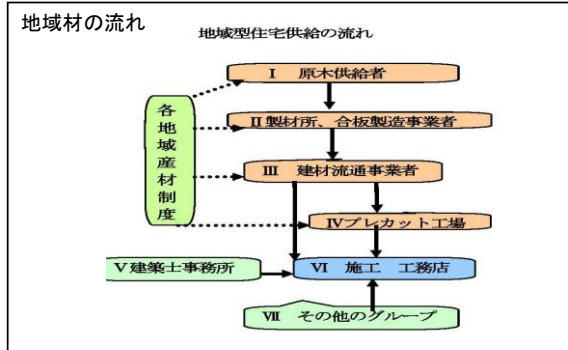 地域材の流れ
地域型住宅供給の流れ
Ⅰ 原木供給者
Ⅱ製材所、合板製造事業者
各地域産材制度
Ⅲ 建材流通事業者
Ⅳプレカット工場
Ⅴ建築士事務所
Ⅵ 施工 工務店
Ⅶ その他のグループ